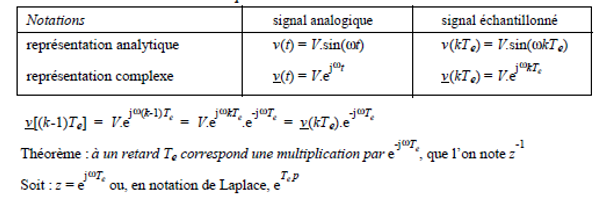 Notations signal analogique signal échantillonné
représentation analytique v(t) = V.sin(ωt) v(kTe) = V.sin(ωkTe)
représentation complexe v(t) = V.e^jωt v(kTe) = V.e^jωkTe
v[(k-1)Te] = V.e^jω(k-1)Te = V.e^jωkTe.e^-jωTe = v(kTe).e^-jωTe
Théorème : à un retard Te correspond une multiplication par e^-jωTe, que l'on note z^-1
Soit : z = e^jωTe ou, en notation de Laplace, e^Te.p